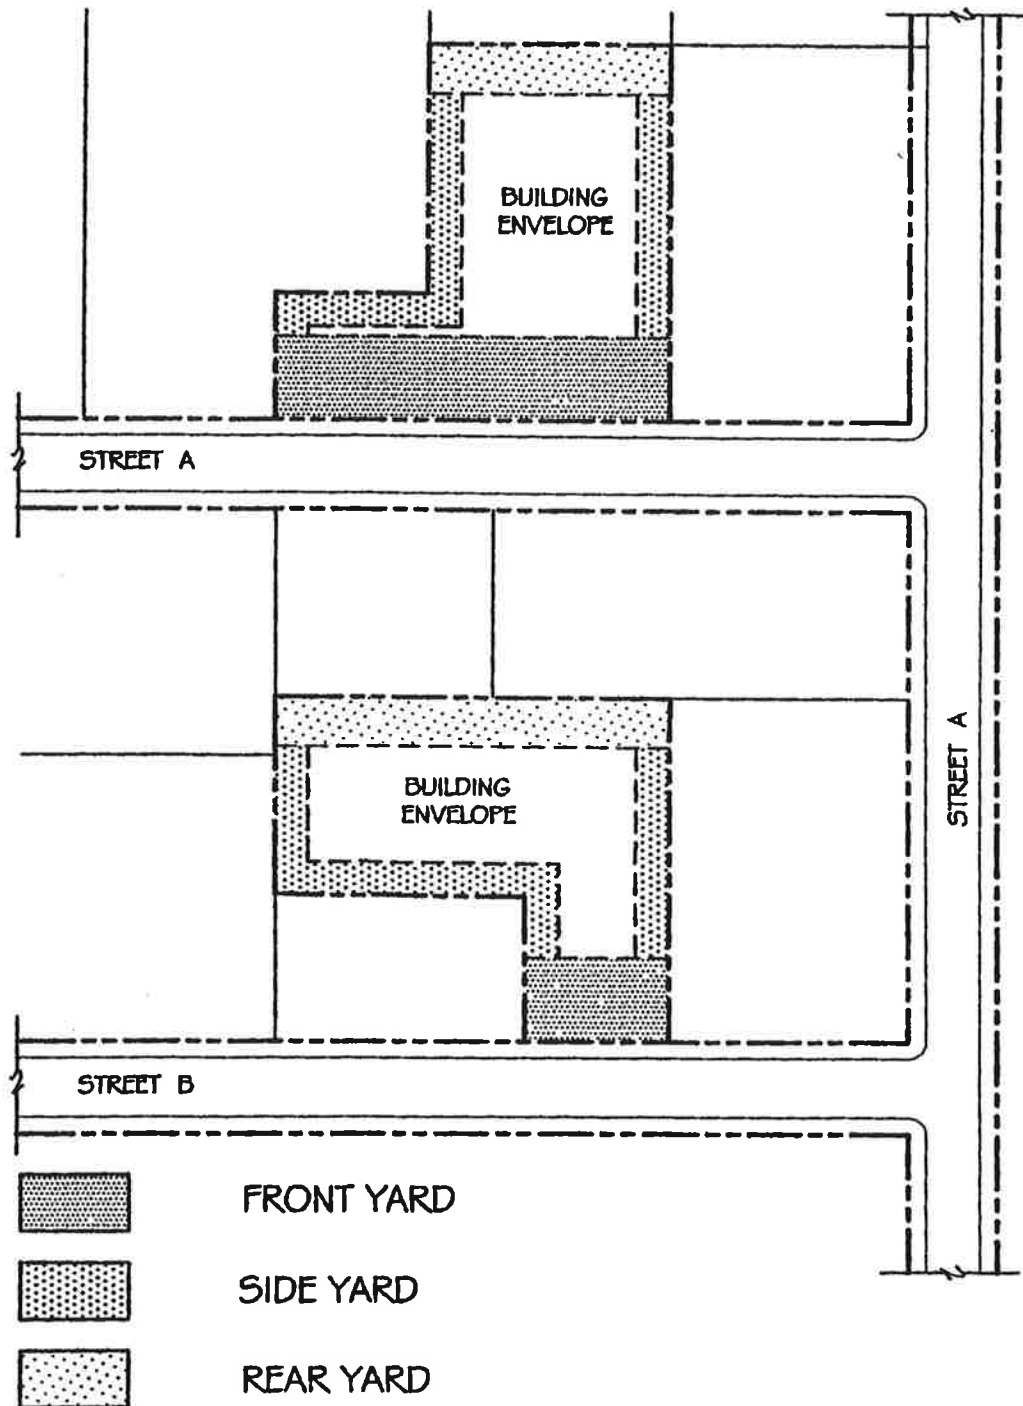 BUILDING
ENVELOPE
STREET A
BUILDING
ENVELOPE
STREET A
STREET B
FRONT YARD
SIDE YARD
REAR YARD